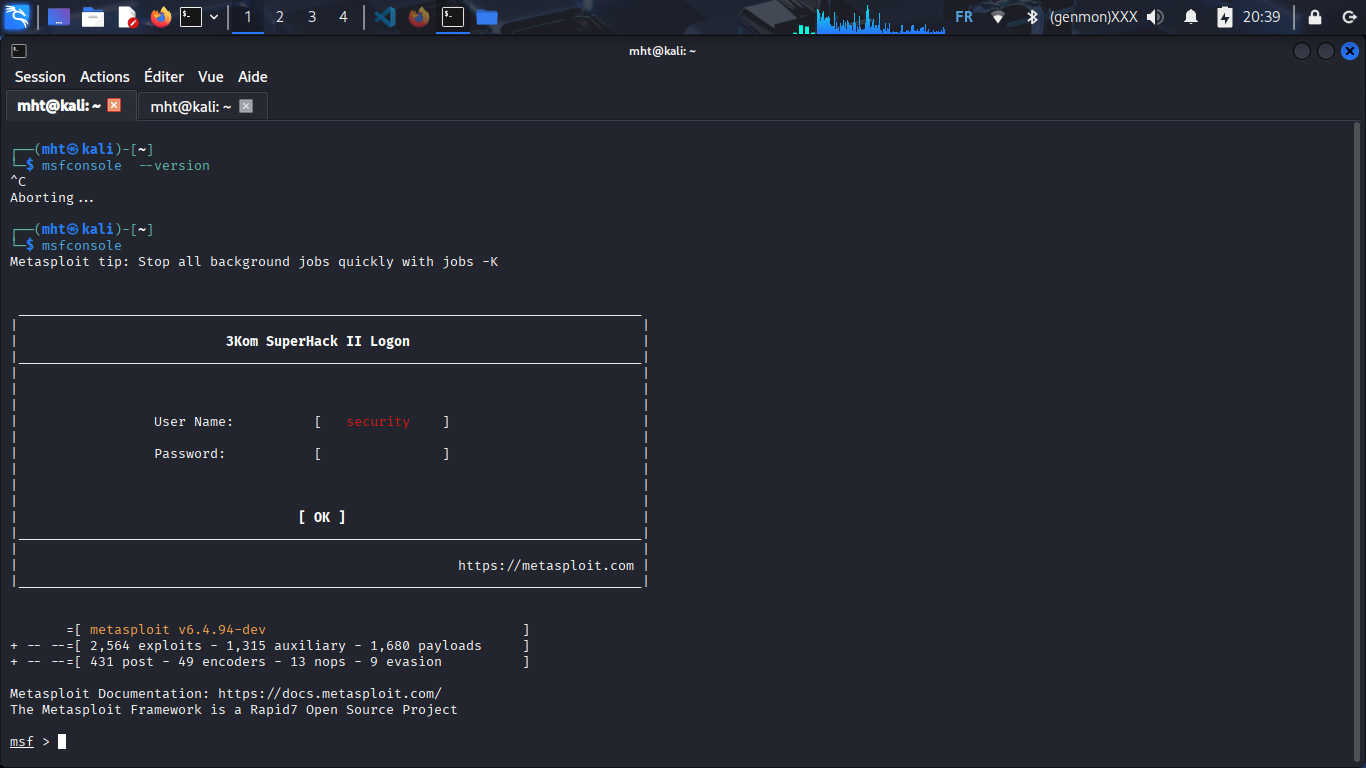 1 2 3 4 FR (genmon)XXX 20:39
mht@kali: ~
Session Actions Éditer Vue Aide
mht@kali: ~ mht@kali: ~
┌──(mht㉿kali)-[~]
└─$ msfconsole  --version
^C
Aborting...
┌──(mht㉿kali)-[~]
└─$ msfconsole
Metasploit tip: Stop all background jobs quickly with jobs -K
3Kom SuperHack II Logon
User Name: [ security ]
Password: [ ]
[ OK ]
https://metasploit.com
=[ metasploit v6.4.94-dev ]
+ -- --=[ 2,564 exploits - 1,315 auxiliary - 1,680 payloads ]
+ -- --=[ 431 post - 49 encoders - 13 nops - 9 evasion ]
Metasploit Documentation: https://docs.metasploit.com/
The Metasploit Framework is a Rapid7 Open Source Project
msf >